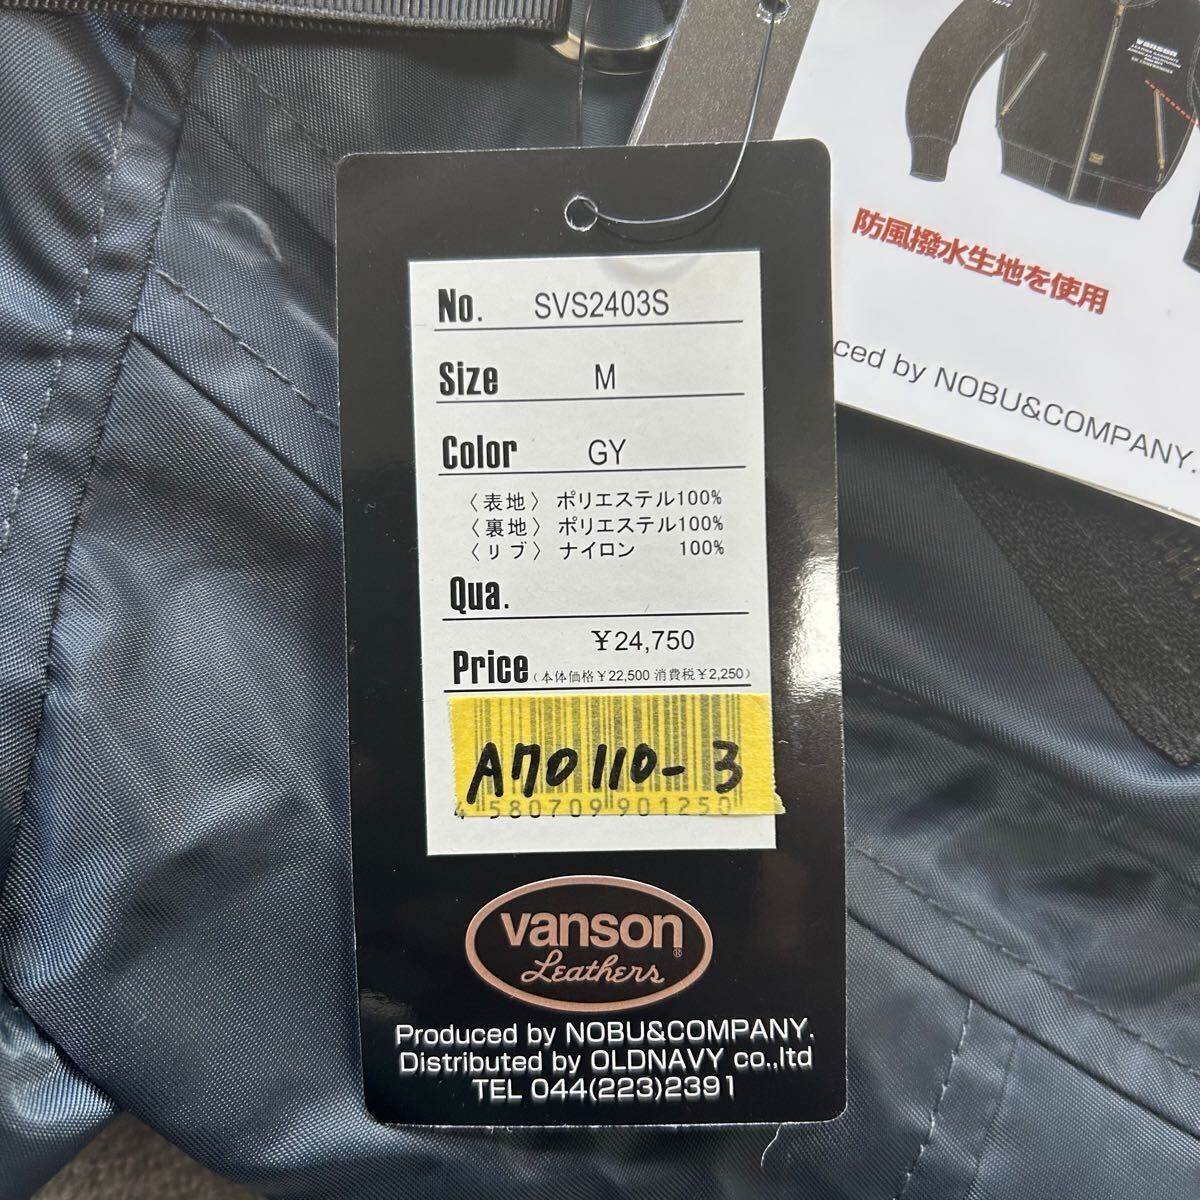 vanson
防風撥水生地を使用
ced by NOBU&COMPANY.
No. SVS2403S
Size M
Color GY
〈表地〉 ポリエステル100%
〈裏地〉 ポリエステル100%
〈リブ〉 ナイロン 100%
Qua.
¥24,750
Price (本体価格¥22,500 消費税¥2,250)
A70110-3
4 580709 901250
vanson®
Leathers
Produced by NOBU&COMPANY.
Distributed by OLDNAVY co.,ltd
TEL 044(223)2391